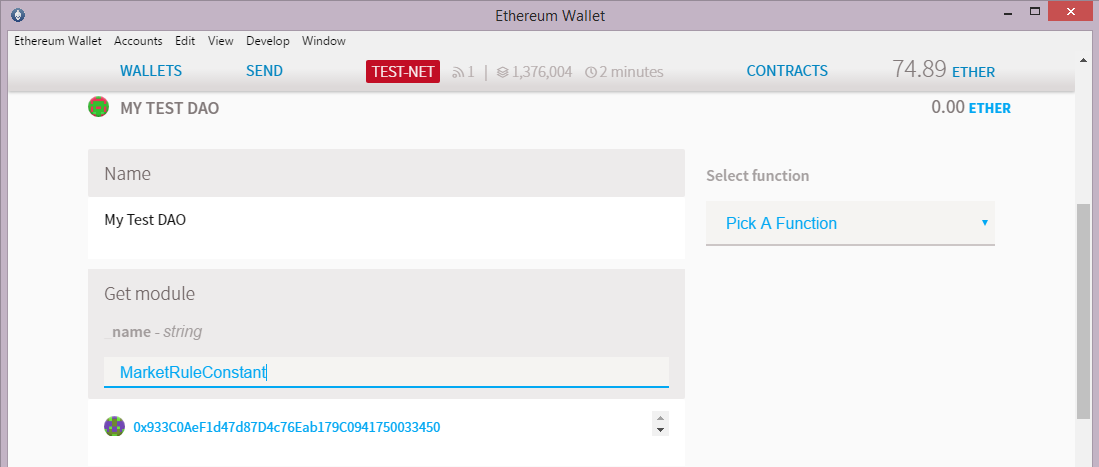 Ethereum Wallet
Ethereum Wallet Accounts Edit View Develop Window
WALLETS SEND TEST-NET 1 | 1,376,004 2 minutes CONTRACTS 74.89 ETHER
MY TEST DAO 0.00 ETHER
Name
Select function
My Test DAO
Pick A Function
Get module
_name - string
MarketRuleConstant
0x933C0AeF1d47d87D4c76Eab179C0941750033450